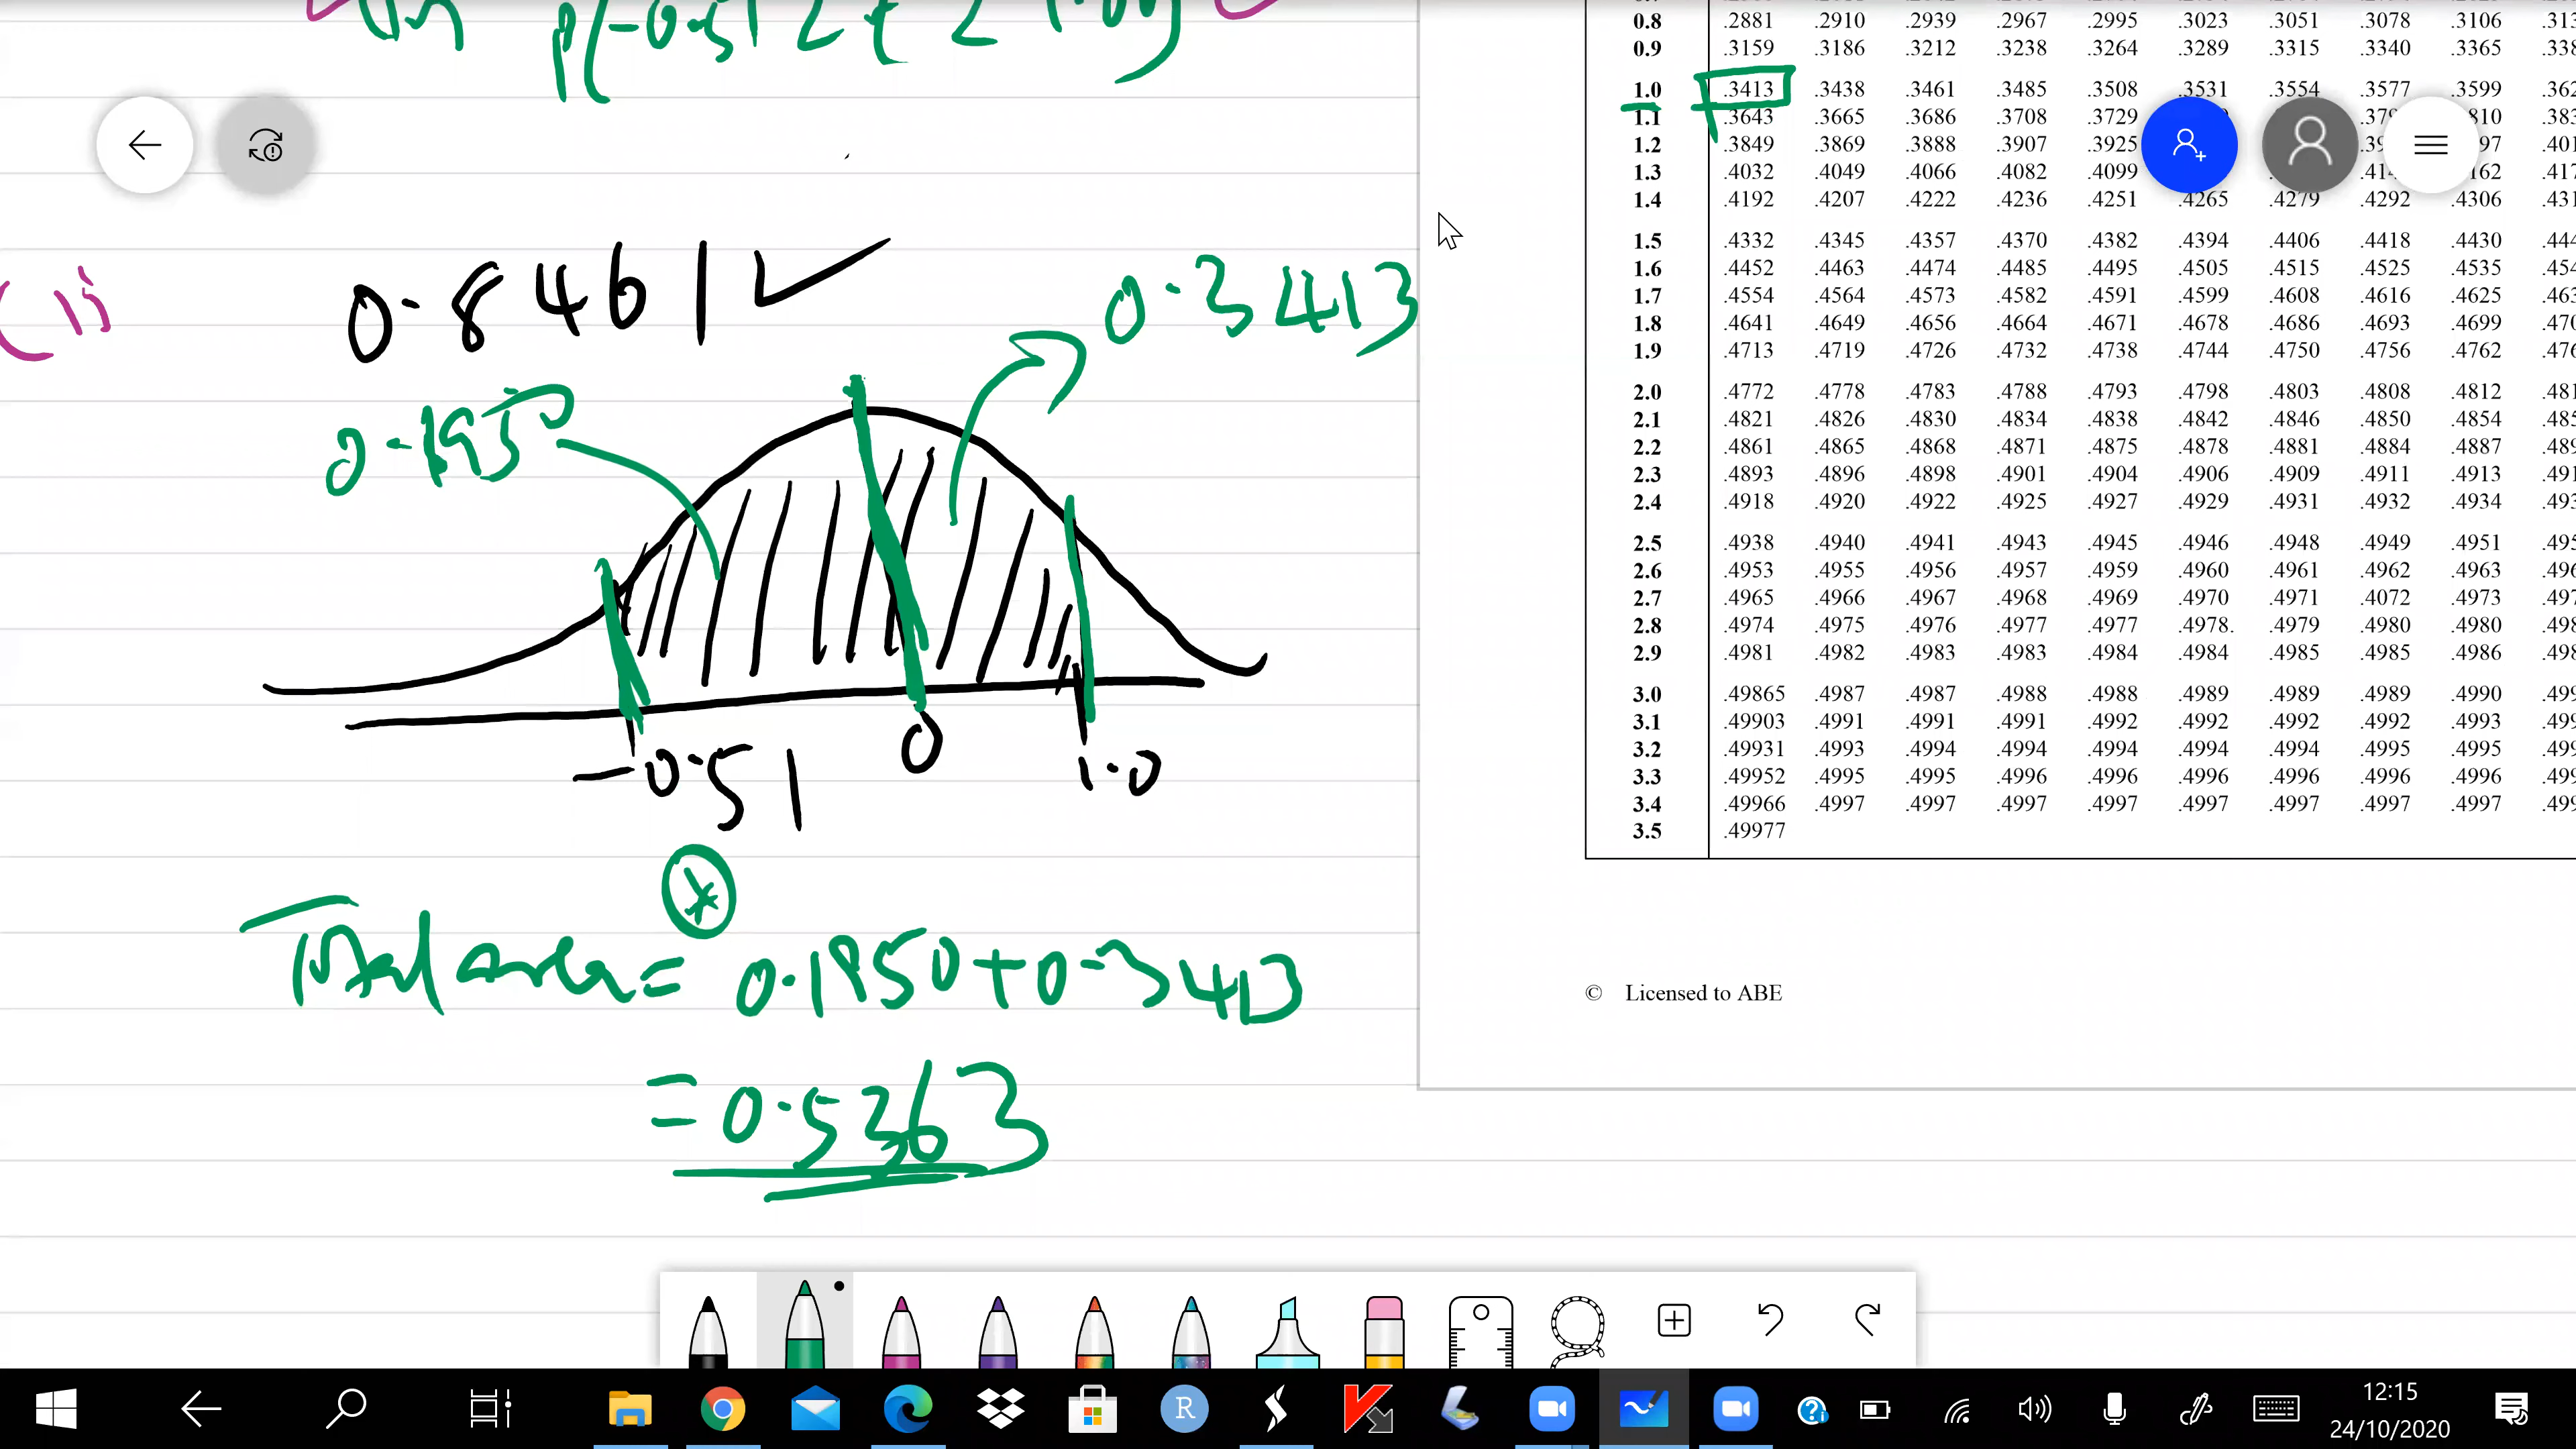 P(-0.51 Z
(ii)
0.8461
0.3413
0.1950
-0.51
0
1.0
Total area = 0.1950+0.3413
= 0.5363
0.8 .2881 .2910 .2939 .2967 .2995 .3023 .3051 .3078 .3106
0.9 .3159 .3186 .3212 .3238 .3264 .3289 .3315 .3340 .3365
1.0 .3413 .3438 .3461 .3485 .3508 .3531 .3554 .3577 .3599
1.1 .3643 .3665 .3686 .3708 .3729
1.2 .3849 .3869 .3888 .3907 .3925
1.3 .4032 .4049 .4066 .4082 .4099
1.4 .4192 .4207 .4222 .4236 .4251 .4265 .4279 .4292 .4306
1.5 .4332 .4345 .4357 .4370 .4382 .4394 .4406 .4418 .4430
1.6 .4452 .4463 .4474 .4485 .4495 .4505 .4515 .4525 .4535
1.7 .4554 .4564 .4573 .4582 .4591 .4599 .4608 .4616 .4625
1.8 .4641 .4649 .4656 .4664 .4671 .4678 .4686 .4693 .4699
1.9 .4713 .4719 .4726 .4732 .4738 .4744 .4750 .4756 .4762
2.0 .4772 .4778 .4783 .4788 .4793 .4798 .4803 .4808 .4812
2.1 .4821 .4826 .4830 .4834 .4838 .4842 .4846 .4850 .4854
2.2 .4861 .4865 .4868 .4871 .4875 .4878 .4881 .4884 .4887
2.3 .4893 .4896 .4898 .4901 .4904 .4906 .4909 .4911 .4913
2.4 .4918 .4920 .4922 .4925 .4927 .4929 .4931 .4932 .4934
2.5 .4938 .4940 .4941 .4943 .4945 .4946 .4948 .4949 .4951
2.6 .4953 .4955 .4956 .4957 .4959 .4960 .4961 .4962 .4963
2.7 .4965 .4966 .4967 .4968 .4969 .4970 .4971 .4072 .4973
2.8 .4974 .4975 .4976 .4977 .4977 .4978. .4979 .4980 .4980
2.9 .4981 .4982 .4983 .4983 .4984 .4984 .4985 .4985 .4986
3.0 .49865 .4987 .4987 .4988 .4988 .4989 .4989 .4989 .4990
3.1 .49903 .4991 .4991 .4991 .4992 .4992 .4992 .4992 .4993
3.2 .49931 .4993 .4994 .4994 .4994 .4994 .4994 .4995 .4995
3.3 .49952 .4995 .4995 .4996 .4996 .4996 .4996 .4996 .4996
3.4 .49966 .4997 .4997 .4997 .4997 .4997 .4997 .4997 .4997
3.5 .49977
© Licensed to ABE
12:15
24/10/2020